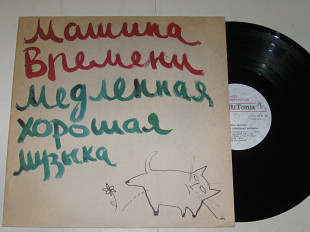 Машина
Времени
Медленная
хорошая
музыка